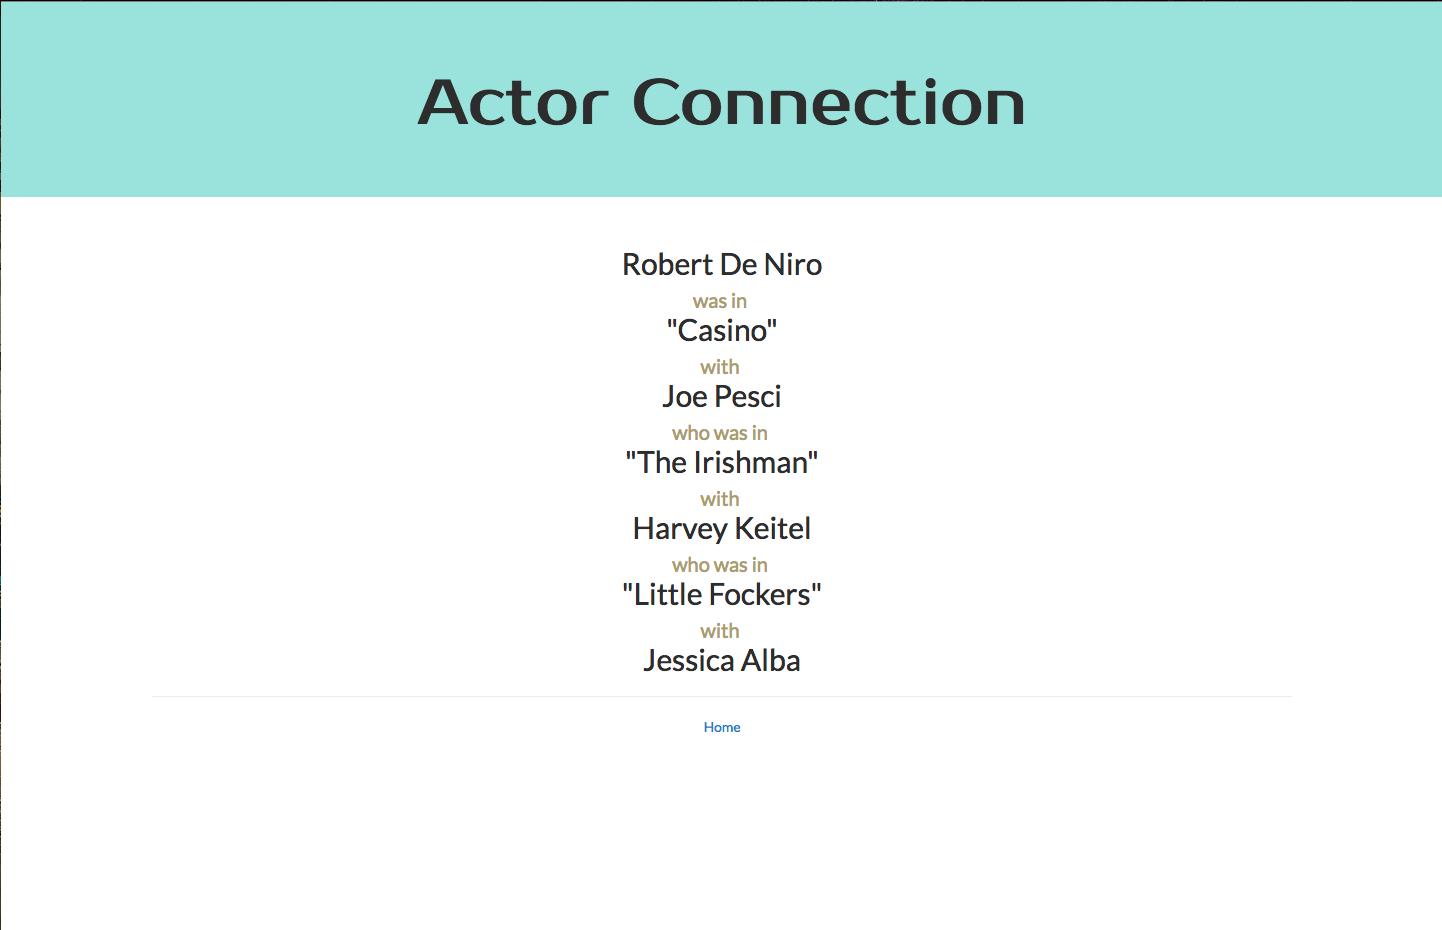 Actor Connection
Robert De Niro
was in
"Casino"
with
Joe Pesci
who was in
"The Irishman"
with
Harvey Keitel
who was in
"Little Fockers"
with
Jessica Alba
Home